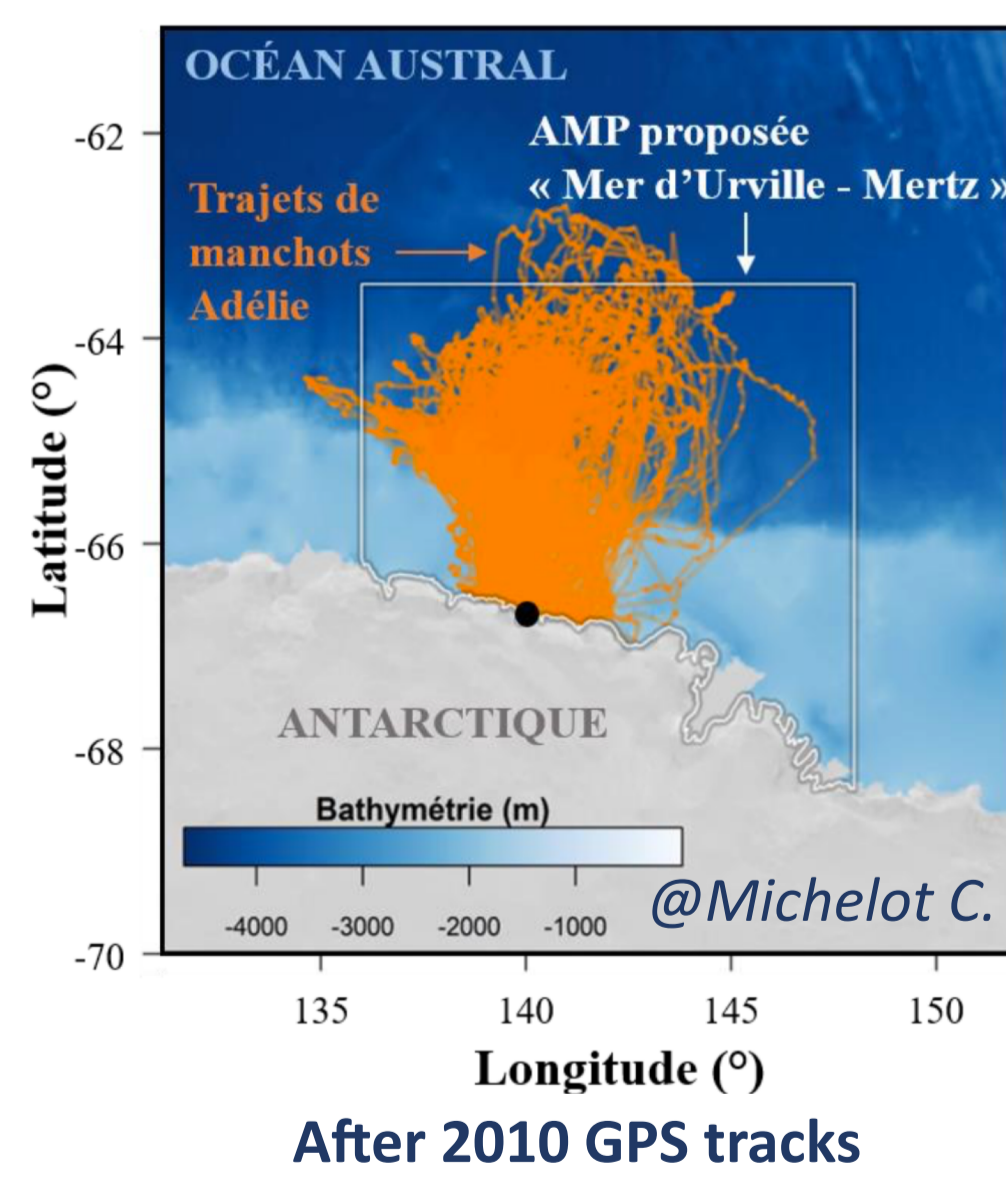 OCÉAN AUSTRAL
AMP proposée
« Mer d’Urville - Mertz »
Trajets de
manchots
Adélie
-62
-64
-66
-68
-70
Latitude (°)
ANTARCTIQUE
Bathymétrie (m)
-4000 -3000 -2000 -1000
@Michelot C.
135 140 145 150
Longitude (°)
After 2010 GPS tracks